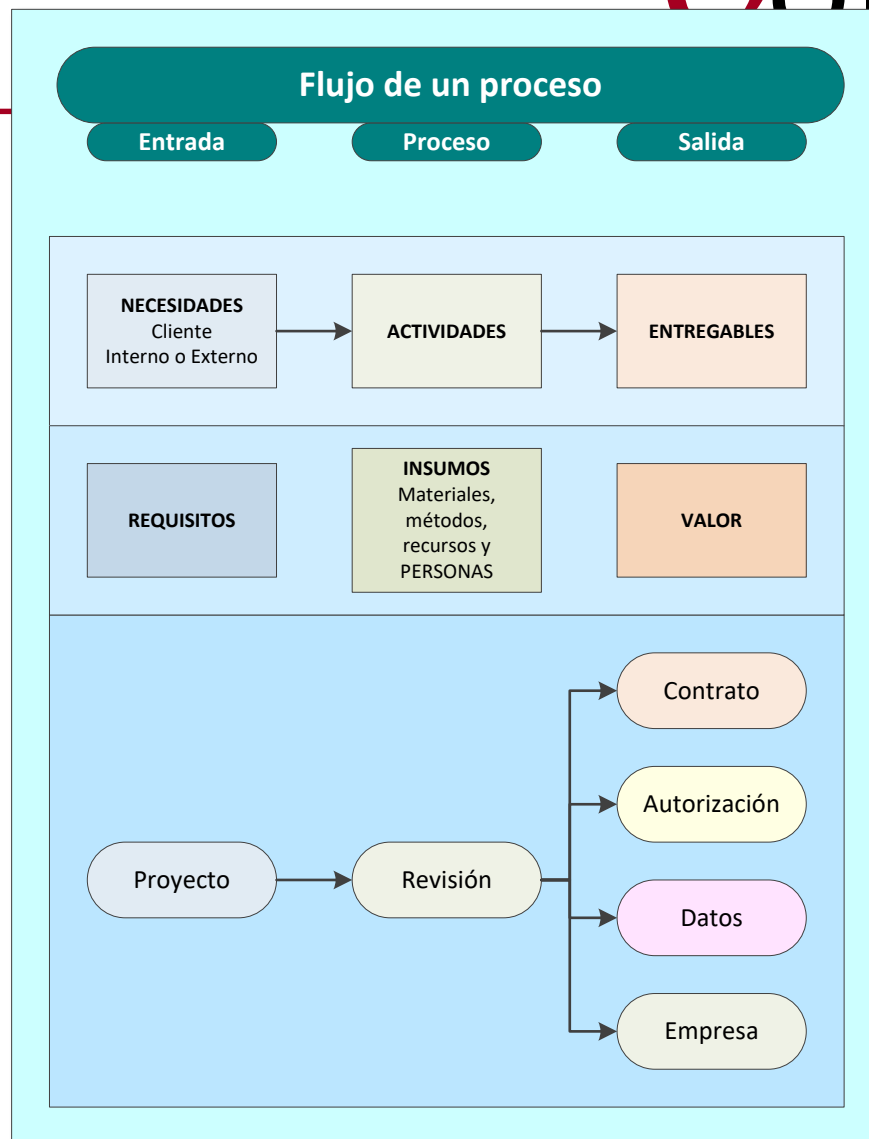 Flujo de un proceso
Entrada
Proceso
Salida
NECESIDADES
Cliente
Interno o Externo
ACTIVIDADES
ENTREGABLES
REQUISITOS
INSUMOS
Materiales,
métodos,
recursos y
PERSONAS
VALOR
Contrato
Autorización
Proyecto
Revisión
Datos
Empresa